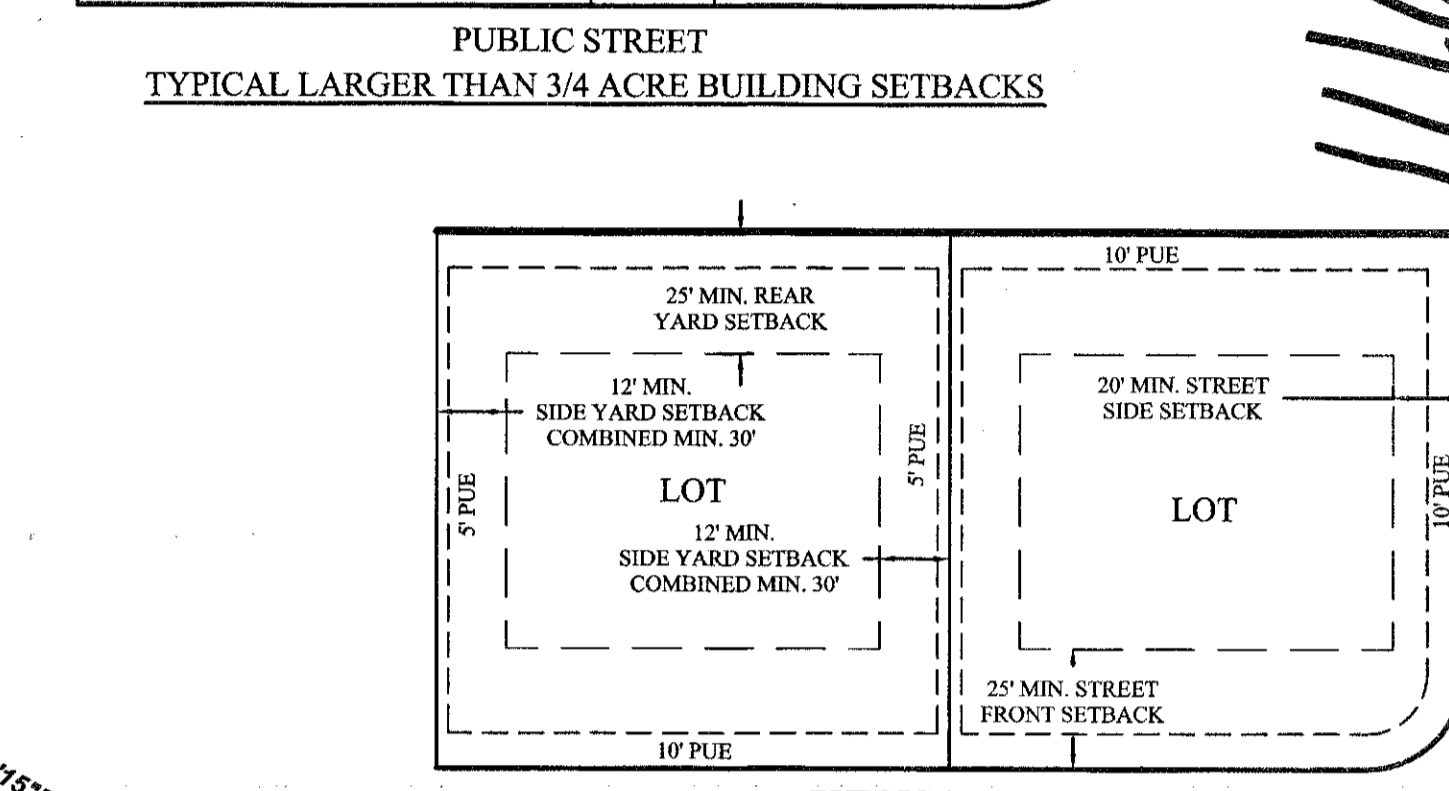 PUBLIC STREET
TYPICAL LARGER THAN 3/4 ACRE BUILDING SETBACKS
10' PUE
25' MIN. REAR
YARD SETBACK
12' MIN.
SIDE YARD SETBACK
COMBINED MIN. 30'
20' MIN. STREET
SIDE SETBACK
5' PUE
5' PUE
10' PUE
LOT
LOT
12' MIN.
SIDE YARD SETBACK
COMBINED MIN. 30'
25' MIN. STREET
FRONT SETBACK
10' PUE